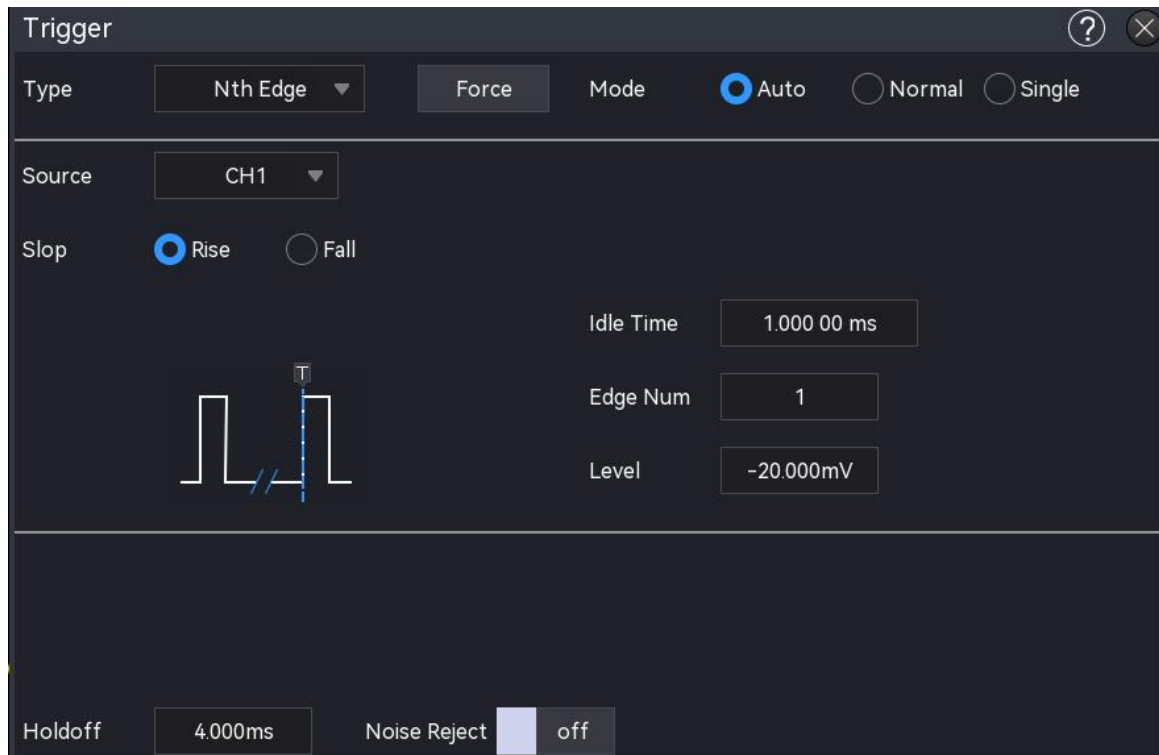 Trigger ?
Type Nth Edge Force Mode Auto Normal Single
Source CH1
Slop Rise Fall
Idle Time 1.000 00 ms
T
Edge Num 1
Level -20.000mV
Holdoff 4.000ms Noise Reject off